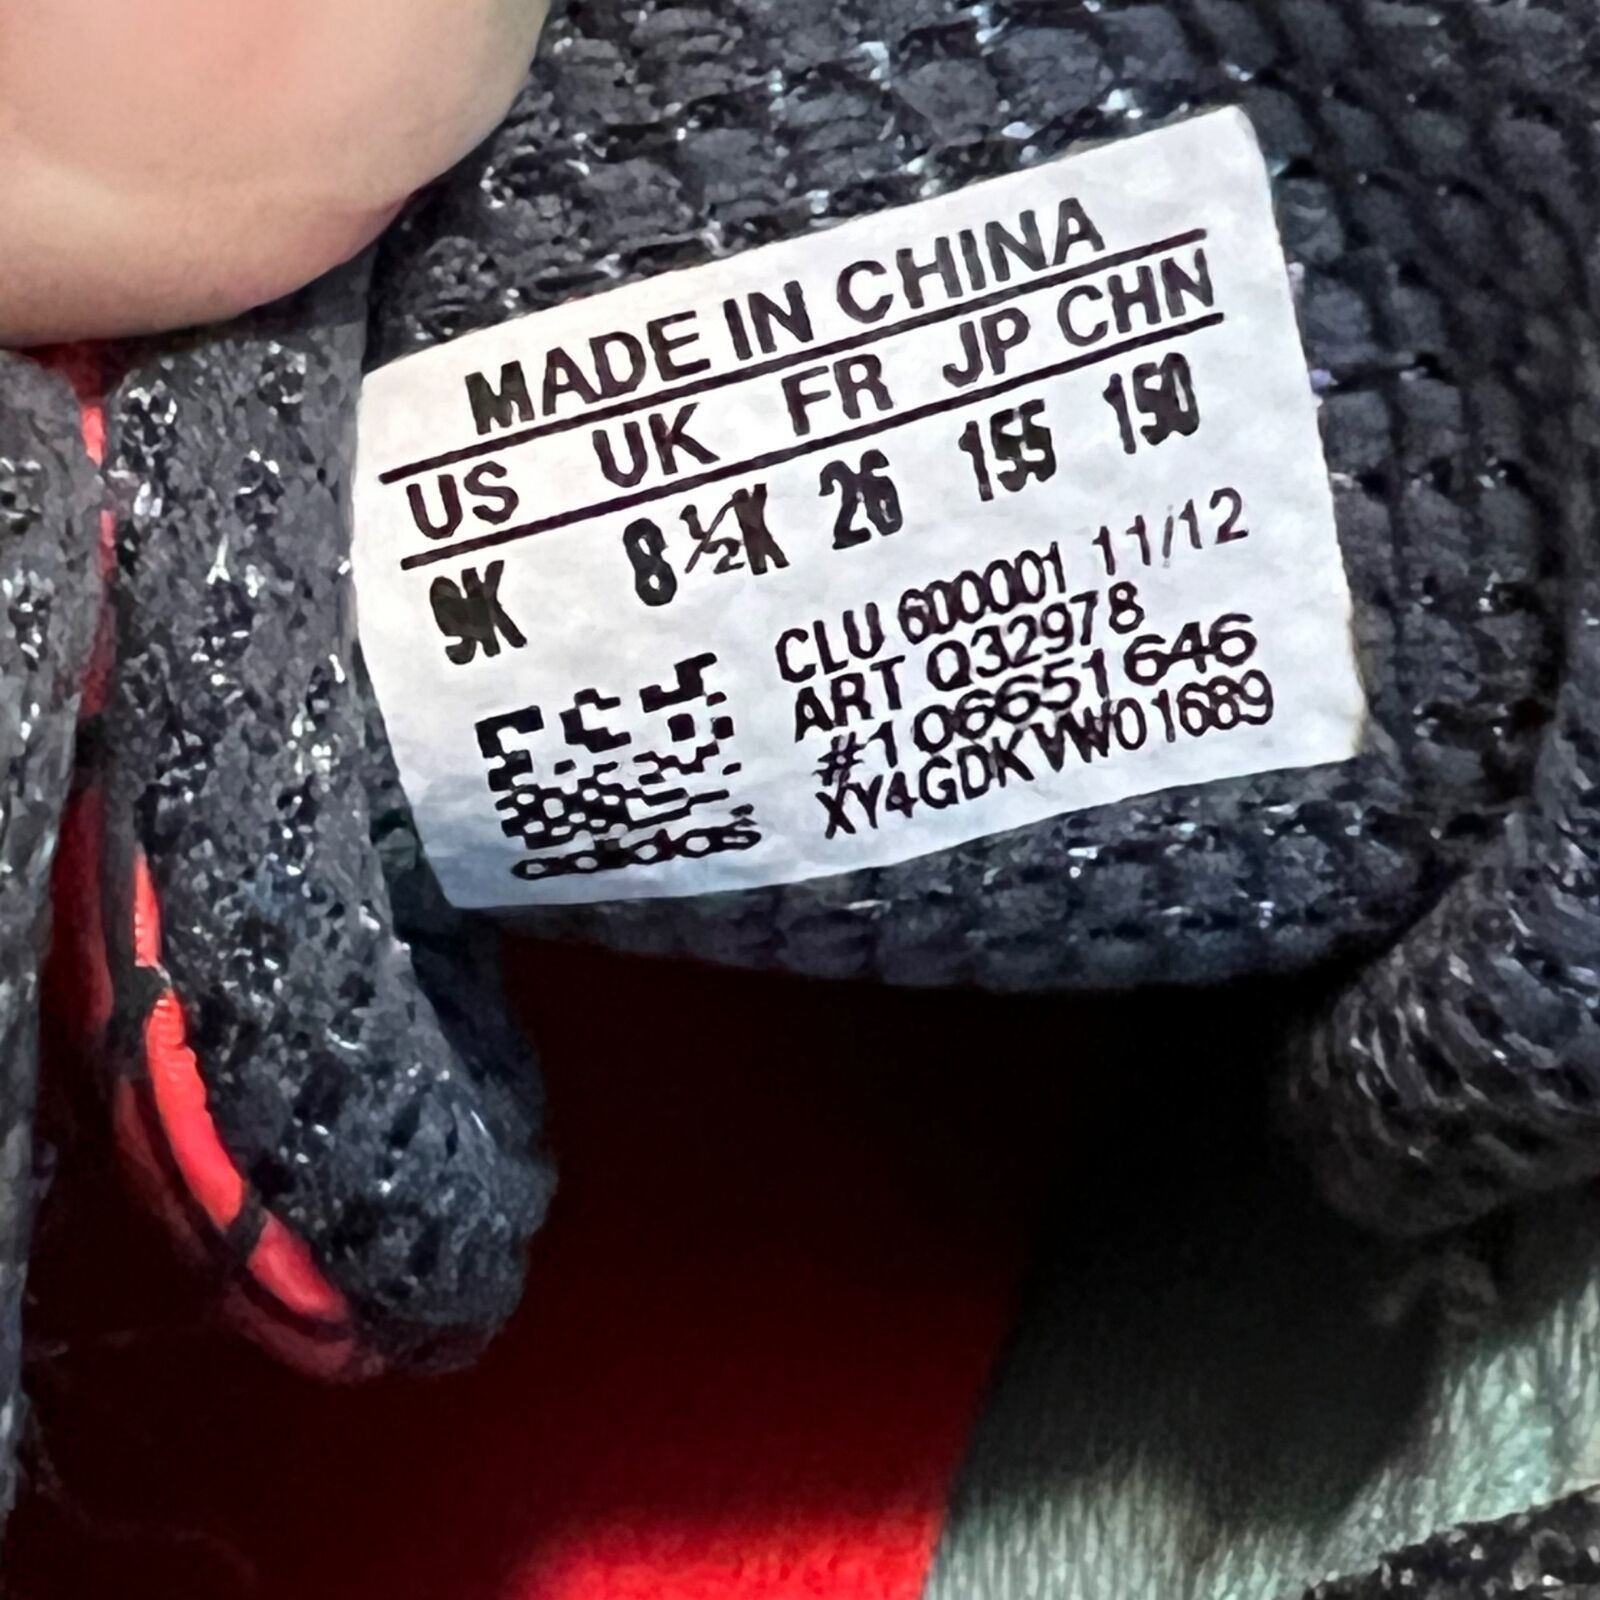 MADE IN CHINA
US UK FR JP CHN
9K 8½K 26 155 150
CLU 600001 11/12
ART Q32978
#106651646
XY4GDKVW01689
adidas